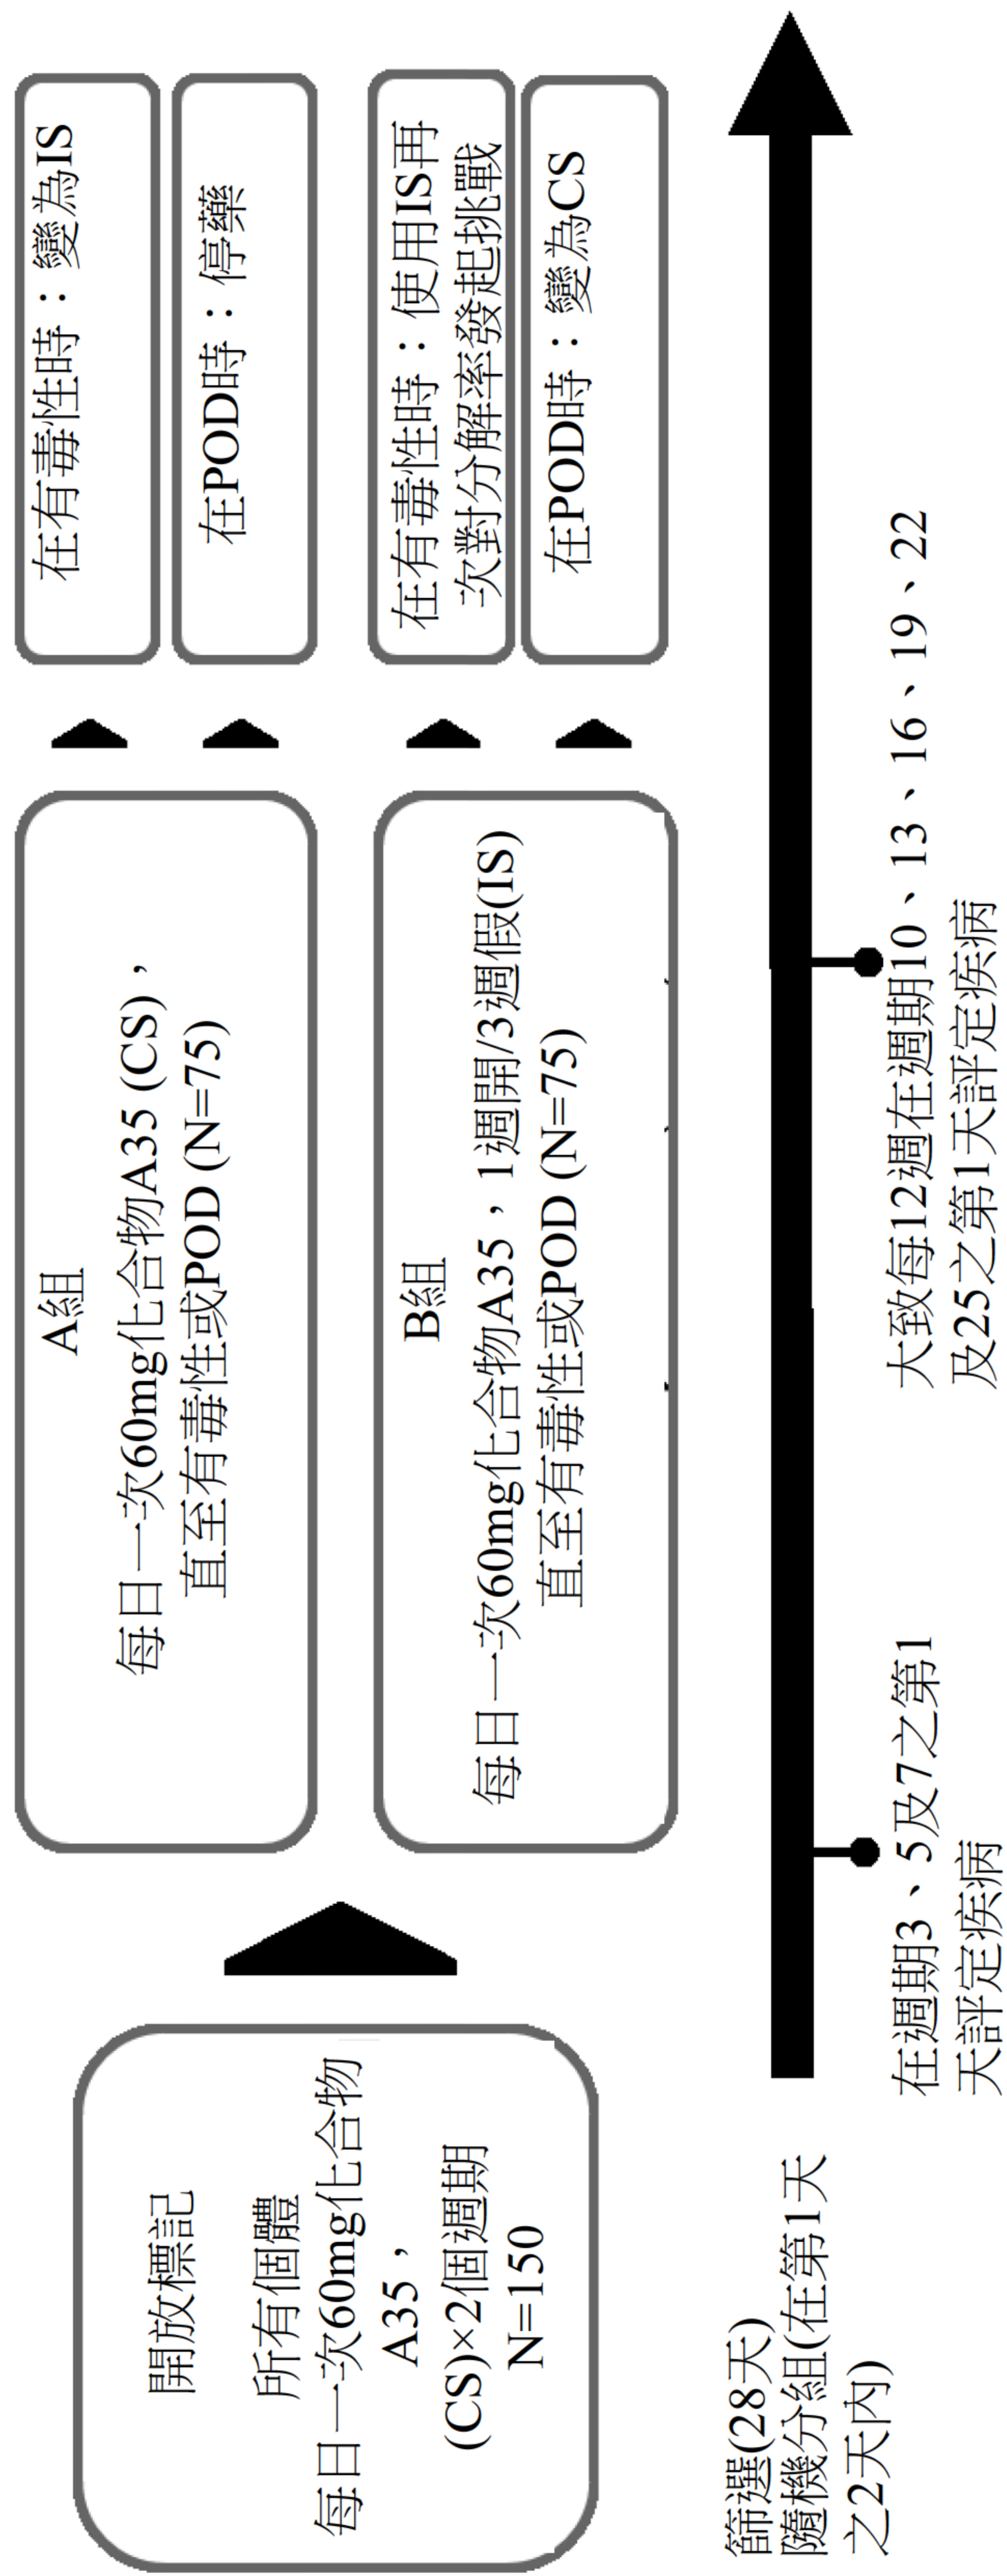 開放標記
所有個體
每日一次60mg化合物
A35，
(CS)×2個週期
N=150
A組
每日一次60mg化合物A35 (CS)，
直至有毒性或POD (N=75)
B組
每日一次60mg化合物A35，1週開/3週假(IS)
直至有毒性或POD (N=75)
在有毒性時：變為IS
在POD時：停藥
在有毒性時：使用IS再
次對分解率發起挑戰
在POD時：變為CS
篩選(28天)
隨機分組(在第1天
之2天內)
在週期3、5及7之第1
天評定疾病
大致每12週在週期10、13、16、19、22
及25之第1天評定疾病